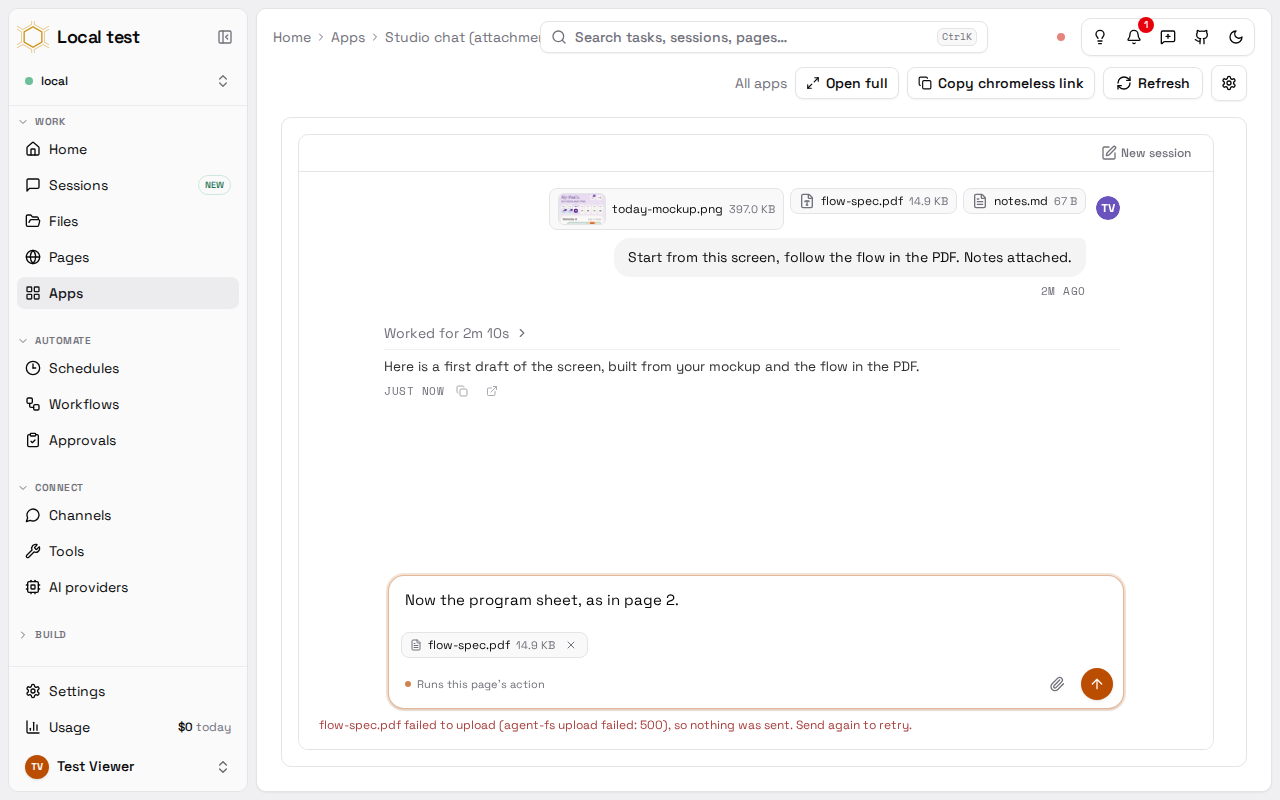 Local test
local
WORK
Home
Sessions NEW
Files
Pages
Apps
AUTOMATE
Schedules
Workflows
Approvals
CONNECT
Channels
Tools
AI providers
BUILD
Settings
Usage $0 today
TV Test Viewer
Home Apps Studio chat (attachmen
Search tasks, sessions, pages... CtrlK
1
All apps Open full Copy chromeless link Refresh
New session
today-mockup.png 397.0 KB flow-spec.pdf 14.9 KB notes.md 67 B TV
Start from this screen, follow the flow in the PDF. Notes attached.
2M AGO
Worked for 2m 10s
Here is a first draft of the screen, built from your mockup and the flow in the PDF.
JUST NOW
Now the program sheet, as in page 2.
flow-spec.pdf 14.9 KB
Runs this page's action
flow-spec.pdf failed to upload (agent-fs upload failed: 500), so nothing was sent. Send again to retry.